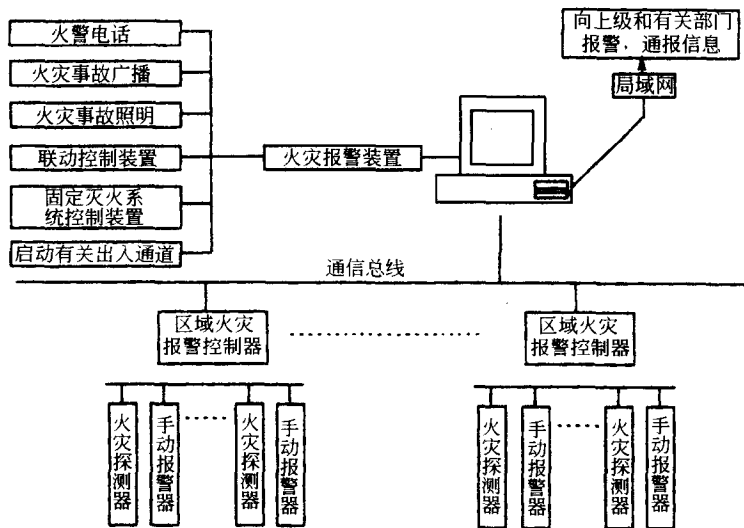 火警电话
火灾事故广播
火灾事故照明
联动控制装置
固定灭火系
统控制装置
启动有关出入通道
火灾报警装置
向上级和有关部门
报警，通报信息
局域网
通信总线
区域火灾
报警控制器
区域火灾
报警控制器
火灾探测器
手动报警器
火灾探测器
手动报警器
火灾探测器
手动报警器
火灾探测器
手动报警器